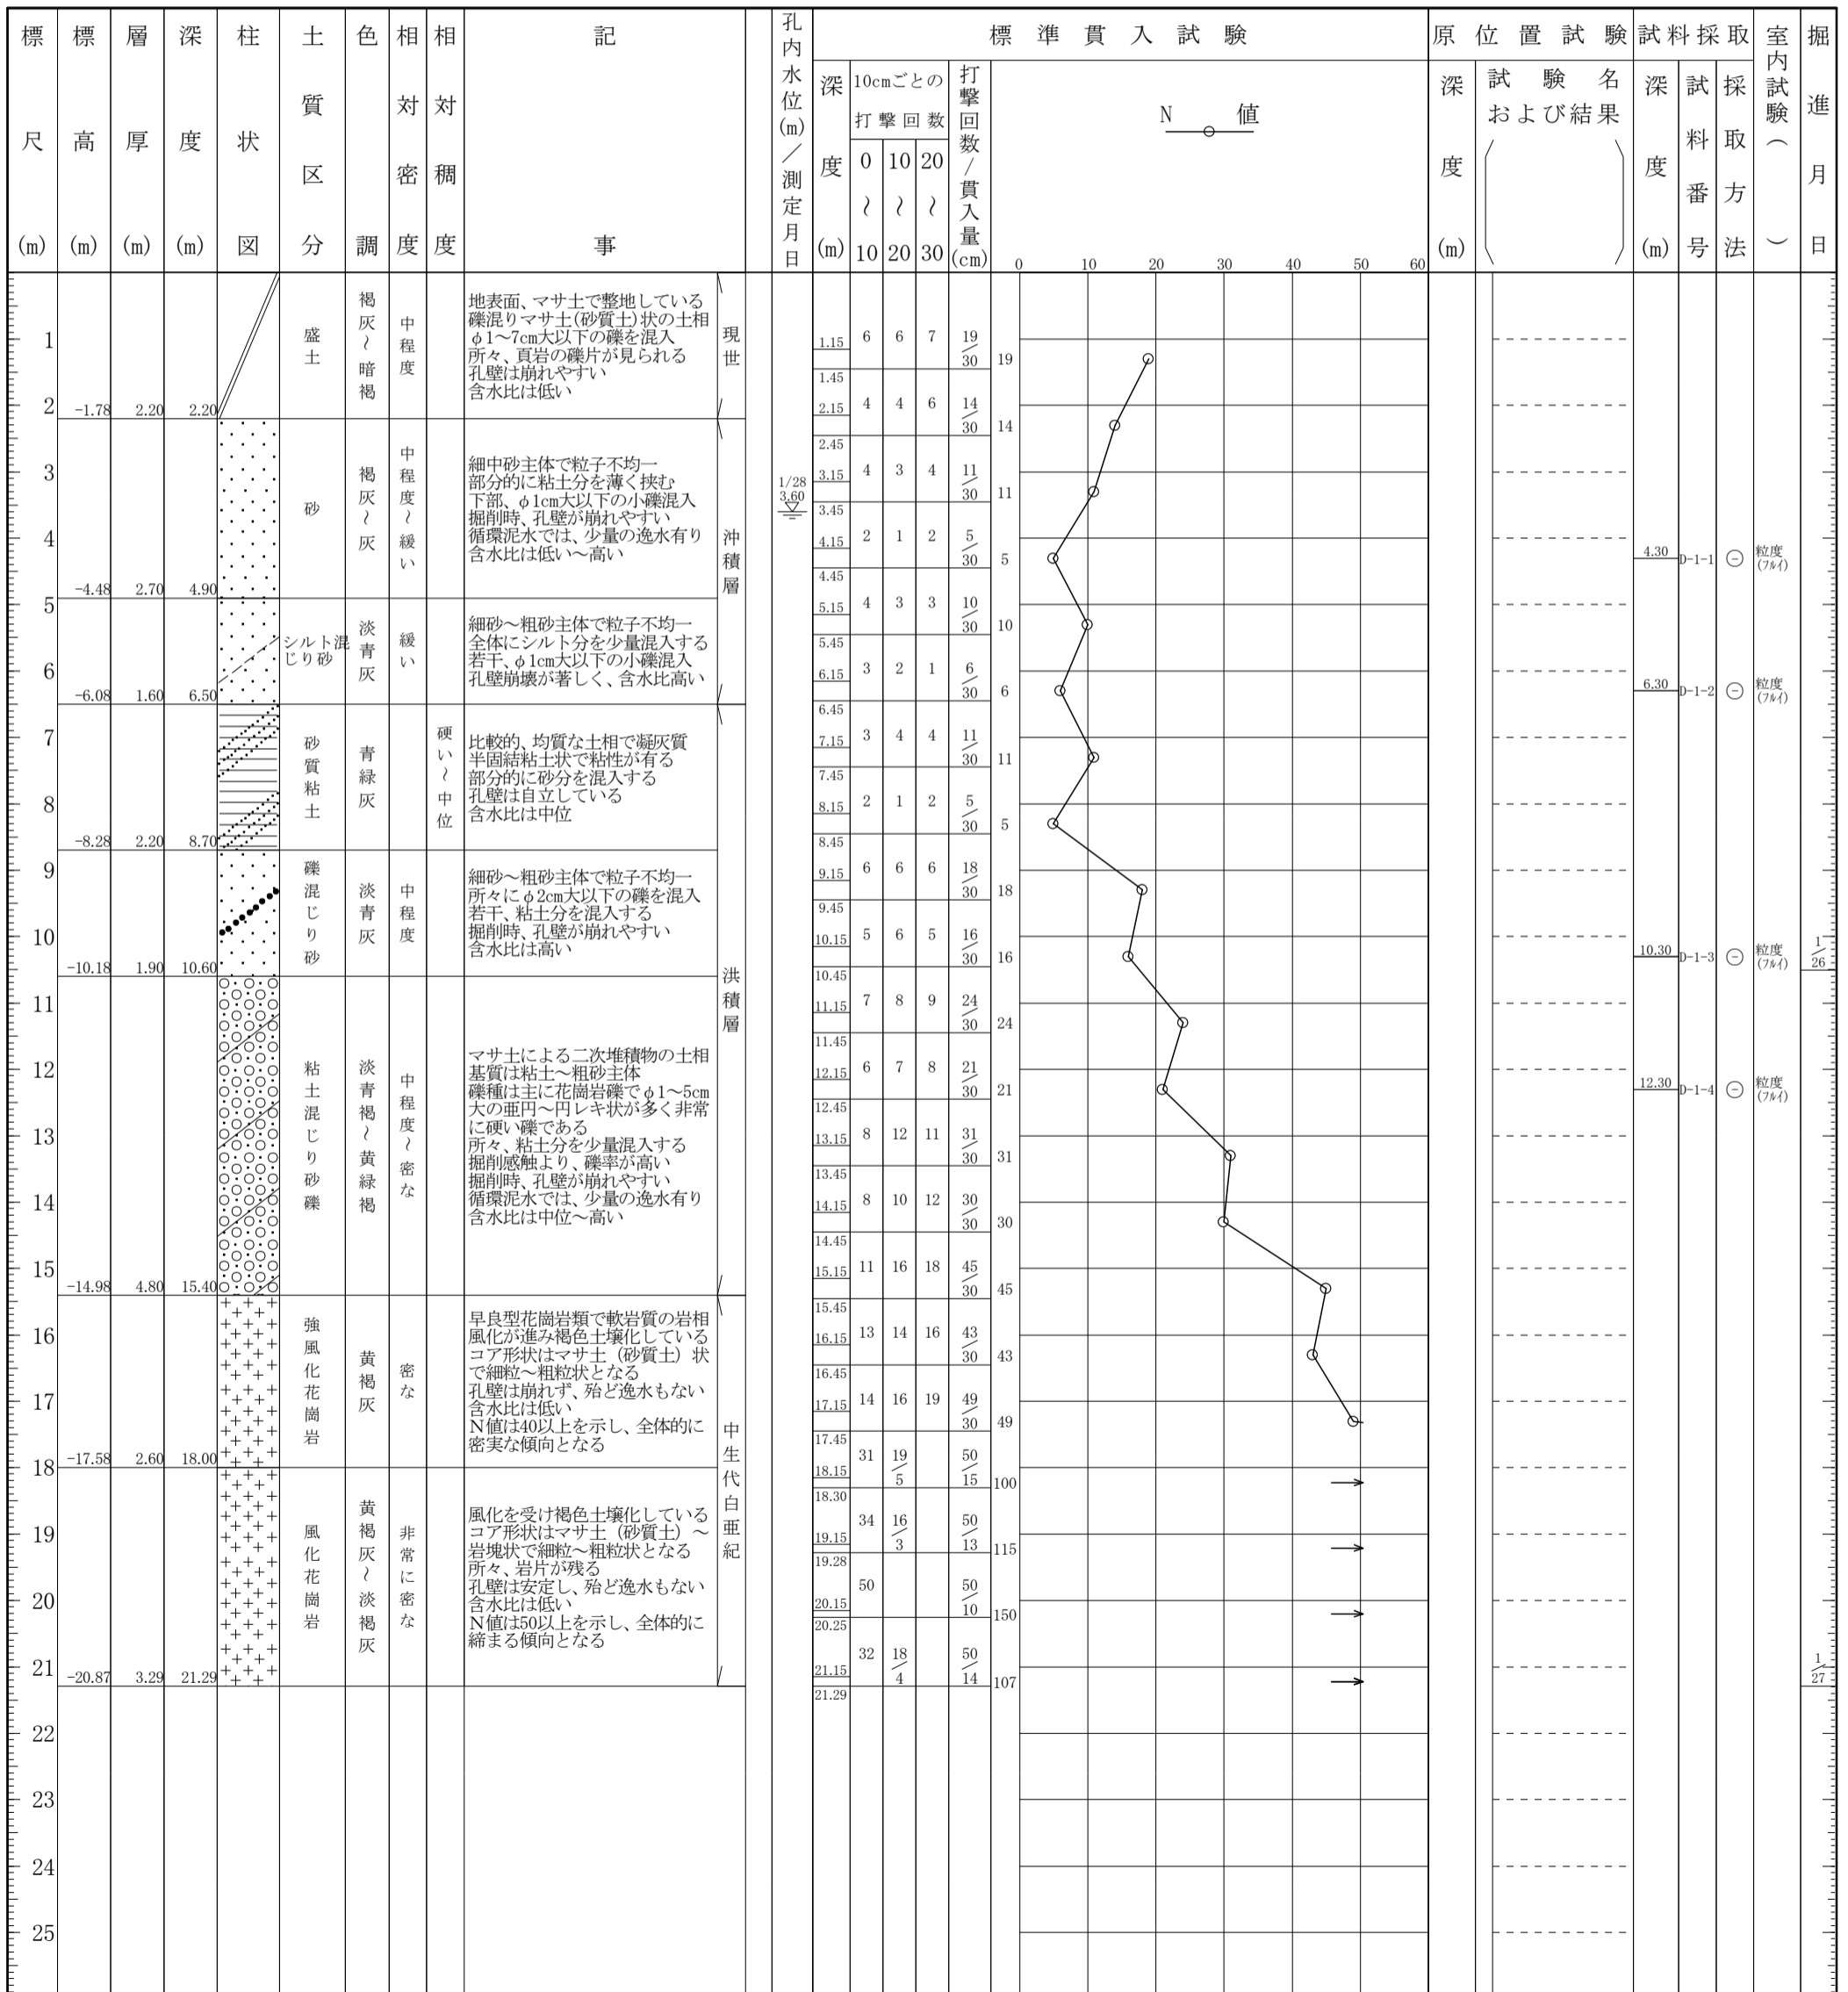 標尺(m)
標高(m)
層厚(m)
深度(m)
柱状図
土質区分
色調
相対密度
相対稠度
記事
孔内水位(m)／測定月日
標準貫入試験
深度(m)
10cmごとの
打撃回数
0～10
10～20
20～30
打撃回数/貫入量(cm)
N 値
0 10 20 30 40 50 60
原位置試験
深度(m)
試験名
および結果
試料採取
深度(m)
試料番号
採取方法
室内試験( )
掘進月日
1
2
3
4
5
6
7
8
9
10
11
12
13
14
15
16
17
18
19
20
21
22
23
24
25
-1.78 2.20 2.20
盛土
褐灰～暗褐
中程度
地表面、マサ土で整地している
礫混りマサ土(砂質土)状の土相
φ1～7cm大以下の礫を混入
所々、頁岩の礫片が見られる
孔壁は崩れやすい
含水比は低い
現世
-4.48 2.70 4.90
砂
褐灰～灰
中程度～緩い
細中砂主体で粒子不均一
部分的に粘土分を薄く挟む
下部、φ1cm大以下の小礫混入
掘削時、孔壁が崩れやすい
循環泥水では、少量の逸水有り
含水比は低い～高い
沖積層
-6.08 1.60 6.50
シルト混
じり砂
淡青灰
緩い
細砂～粗砂主体で粒子不均一
全体にシルト分を少量混入する
若干、φ1cm大以下の小礫混入
孔壁崩壊が著しく、含水比高い
-8.28 2.20 8.70
砂質粘土
青緑灰
硬い～中位
比較的、均質な土相で凝灰質
半固結粘土状で粘性が有る
部分的に砂分を混入する
孔壁は自立している
含水比は中位
-10.18 1.90 10.60
礫混じり砂
淡青灰
中程度
細砂～粗砂主体で粒子不均一
所々にφ2cm大以下の礫を混入
若干、粘土分を混入する
掘削時、孔壁が崩れやすい
含水比は高い
洪積層
-14.98 4.80 15.40
粘土混じり砂礫
淡青褐～黄緑褐
中程度～密な
マサ土による二次堆積物の土相
基質は粘土～粗砂主体
礫種は主に花崗岩礫でφ1～5cm
大の亜円～円レキ状が多く非常
に硬い礫である
所々、粘土分を少量混入する
掘削感触より、礫率が高い
掘削時、孔壁が崩れやすい
循環泥水では、少量の逸水有り
含水比は中位～高い
-17.58 2.60 18.00
強風化花崗岩
黄褐灰
密な
早良型花崗岩類で軟岩質の岩相
風化が進み褐色土壌化している
コア形状はマサ土（砂質土）状
で細粒～粗粒状となる
孔壁は崩れず、殆ど逸水もない
含水比は低い
N値は40以上を示し、全体的に
密実な傾向となる
中生代白亜紀
-20.87 3.29 21.29
風化花崗岩
黄褐灰～淡褐灰
非常に密な
風化を受け褐色土壌化している
コア形状はマサ土（砂質土）～
岩塊状で細粒～粗粒状となる
所々、岩片が残る
孔壁は安定し、殆ど逸水もない
含水比は低い
N値は50以上を示し、全体的に
締まる傾向となる
1/28
3.60
1.15 6 6 7 19/30 19
1.45
2.15 4 4 6 14/30 14
2.45
3.15 4 3 4 11/30 11
3.45
4.15 2 1 2 5/30 5
4.45
5.15 4 3 3 10/30 10
5.45
6.15 3 2 1 6/30 6
6.45
7.15 3 4 4 11/30 11
7.45
8.15 2 1 2 5/30 5
8.45
9.15 6 6 6 18/30 18
9.45
10.15 5 6 5 16/30 16
10.45
11.15 7 8 9 24/30 24
11.45
12.15 6 7 8 21/30 21
12.45
13.15 8 12 11 31/30 31
13.45
14.15 8 10 12 30/30 30
14.45
15.15 11 16 18 45/30 45
15.45
16.15 13 14 16 43/30 43
16.45
17.15 14 16 19 49/30 49
17.45
18.15 31 19/5 50/15 100
18.30
19.15 34 16/3 50/13 115
19.28
20.15 50 50/10 150
20.25
21.15 32 18/4 50/14 107
21.29
4.30 D-1-1 粒度
(フルイ)
6.30 D-1-2 粒度
(フルイ)
10.30 D-1-3 粒度
(フルイ)
12.30 D-1-4 粒度
(フルイ)
1/26
1/27